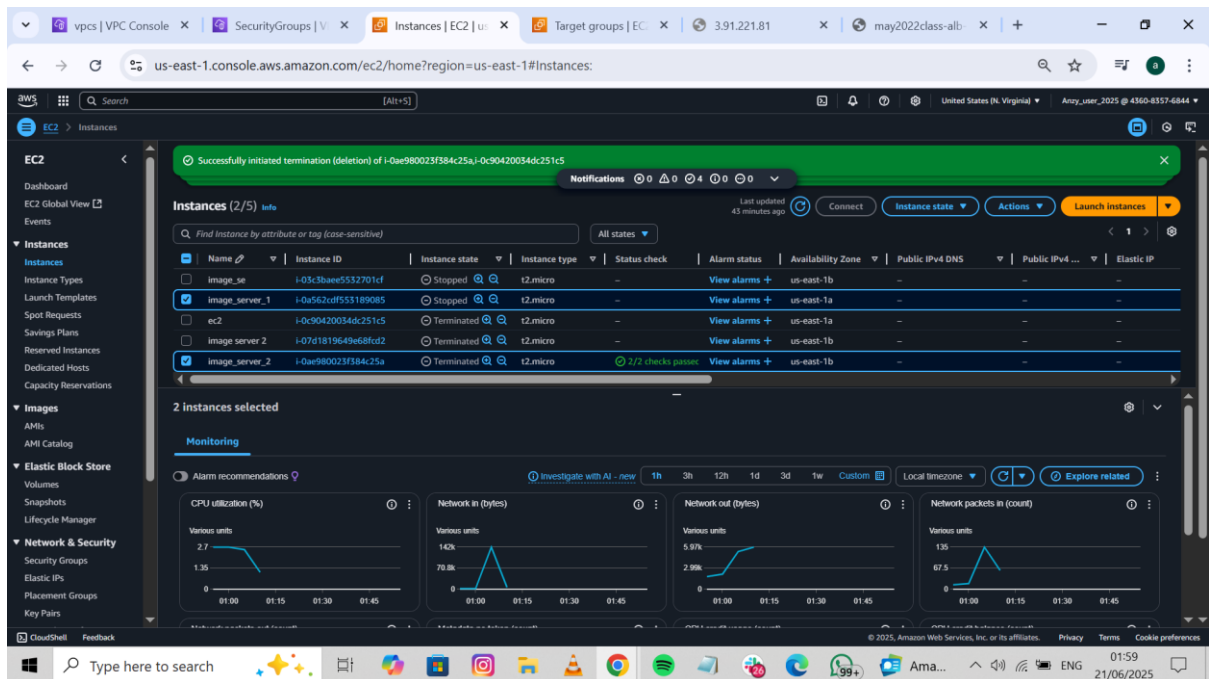 vpcs | VPC Console
SecurityGroups | V
Instances | EC2 | us
Target groups | EC
3.91.221.81
may2022class-alb-
us-east-1.console.aws.amazon.com/ec2/home?region=us-east-1#Instances:
a
aws
Search
[Alt+S]
United States (N. Virginia)
Anzy_user_2025 @ 4360-8357-6844
EC2 > Instances
EC2
Dashboard
EC2 Global View
Events
Instances
Instances
Instance Types
Launch Templates
Spot Requests
Savings Plans
Reserved Instances
Dedicated Hosts
Capacity Reservations
Images
AMIs
AMI Catalog
Elastic Block Store
Volumes
Snapshots
Lifecycle Manager
Network & Security
Security Groups
Elastic IPs
Placement Groups
Key Pairs
Successfully initiated termination (deletion) of i-0ae980023f384c25a,i-0c90420034dc251c5
Notifications 0 0 4 0 0
Instances (2/5) Info
Last updated
43 minutes ago
Connect
Instance state
Actions
Launch instances
Find Instance by attribute or tag (case-sensitive)
All states
1
Name Instance ID Instance state Instance type Status check Alarm status Availability Zone Public IPv4 DNS Public IPv4 ... Elastic IP
image_se i-03c3baee5532701cf Stopped t2.micro – View alarms + us-east-1b – – –
image_server_1 i-0a562cdf553189085 Stopped t2.micro – View alarms + us-east-1a – – –
ec2 i-0c90420034dc251c5 Terminated t2.micro – View alarms + us-east-1a – – –
image server 2 i-07d1819649e68fcd2 Terminated t2.micro – View alarms + us-east-1b – – –
image_server_2 i-0ae980023f384c25a Terminated t2.micro 2/2 checks passec View alarms + us-east-1b – – –
2 instances selected
Monitoring
Alarm recommendations
Investigate with AI - new
1h 3h 12h 1d 3d 1w Custom
Local timezone
Explore related
CPU utilization (%)
Various units
2.7
1.35
0
01:00 01:15 01:30 01:45
Network in (bytes)
Various units
142k
70.8k
0
01:00 01:15 01:30 01:45
Network out (bytes)
Various units
5.97k
2.99k
0
01:00 01:15 01:30 01:45
Network packets in (count)
Various units
135
67.5
0
01:00 01:15 01:30 01:45
CloudShell Feedback
© 2025, Amazon Web Services, Inc. or its affiliates. Privacy Terms Cookie preferences
Type here to search
26
99+
Ama...
ENG
01:59
21/06/2025